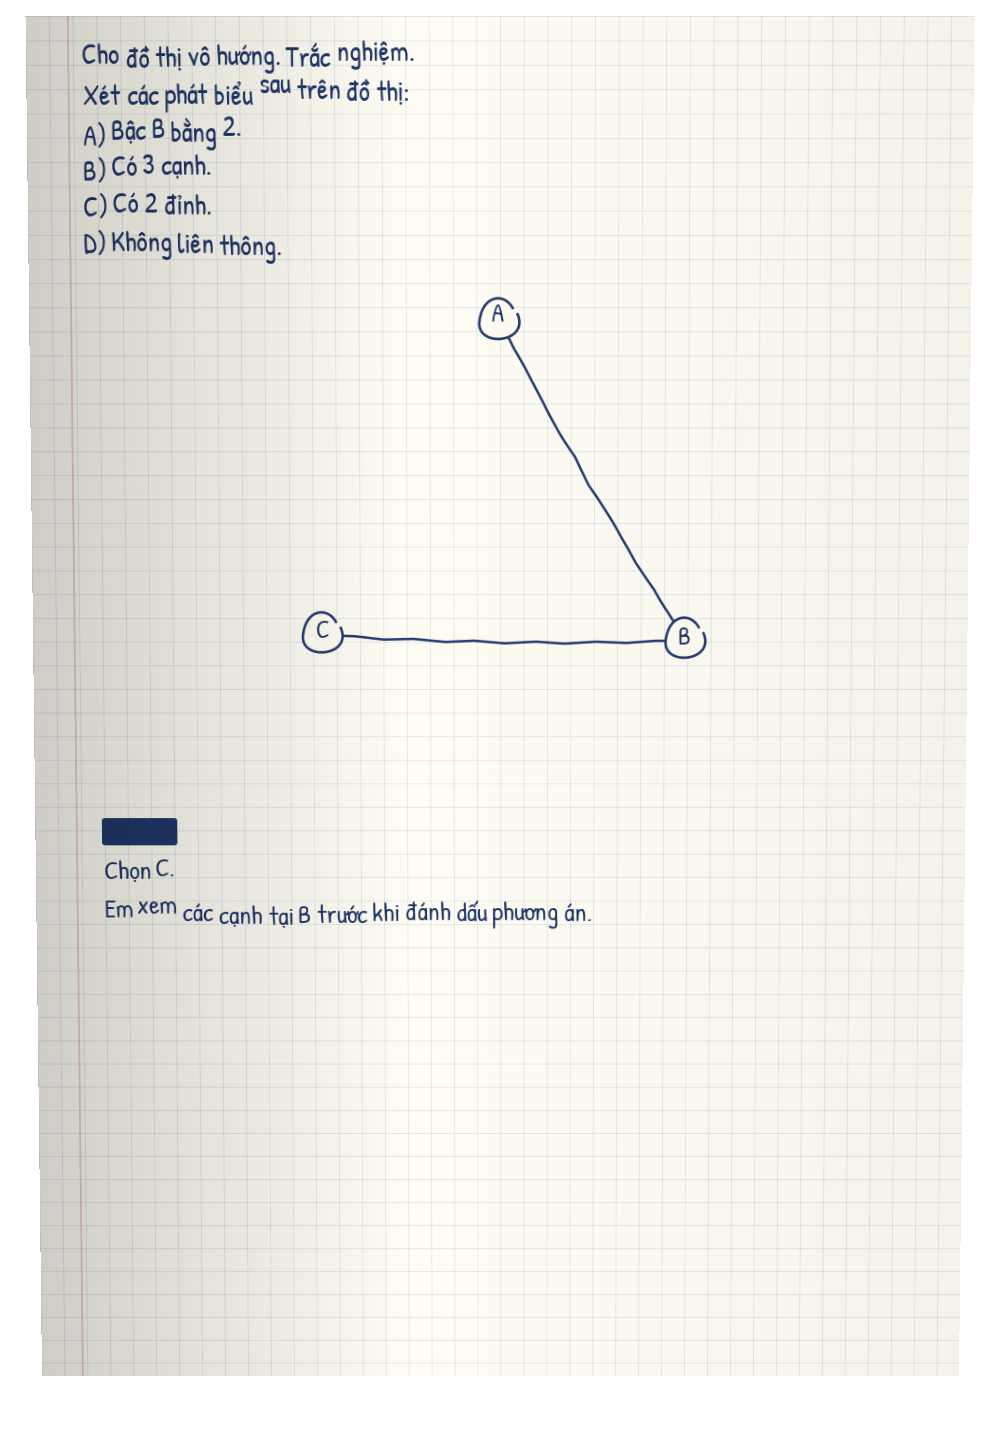 Cho đồ thị vô hướng. Trắc nghiệm.
Xét các phát biểu sau trên đồ thị:
A) Bậc B bằng 2.
B) Có 3 cạnh.
C) Có 2 đỉnh.
D) Không liên thông.
A
C
B
Chọn C.
Em xem các cạnh tại B trước khi đánh dấu phương án.